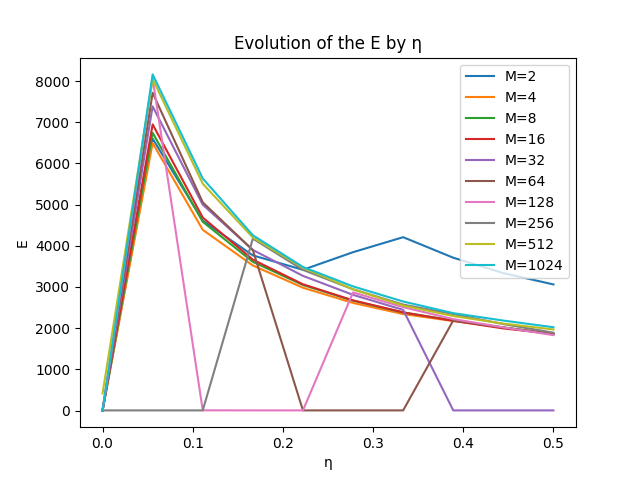 Evolution of the E by η
E
8000
7000
6000
5000
4000
3000
2000
1000
0
M=2
M=4
M=8
M=16
M=32
M=64
M=128
M=256
M=512
M=1024
0.0 0.1 0.2 0.3 0.4 0.5
η